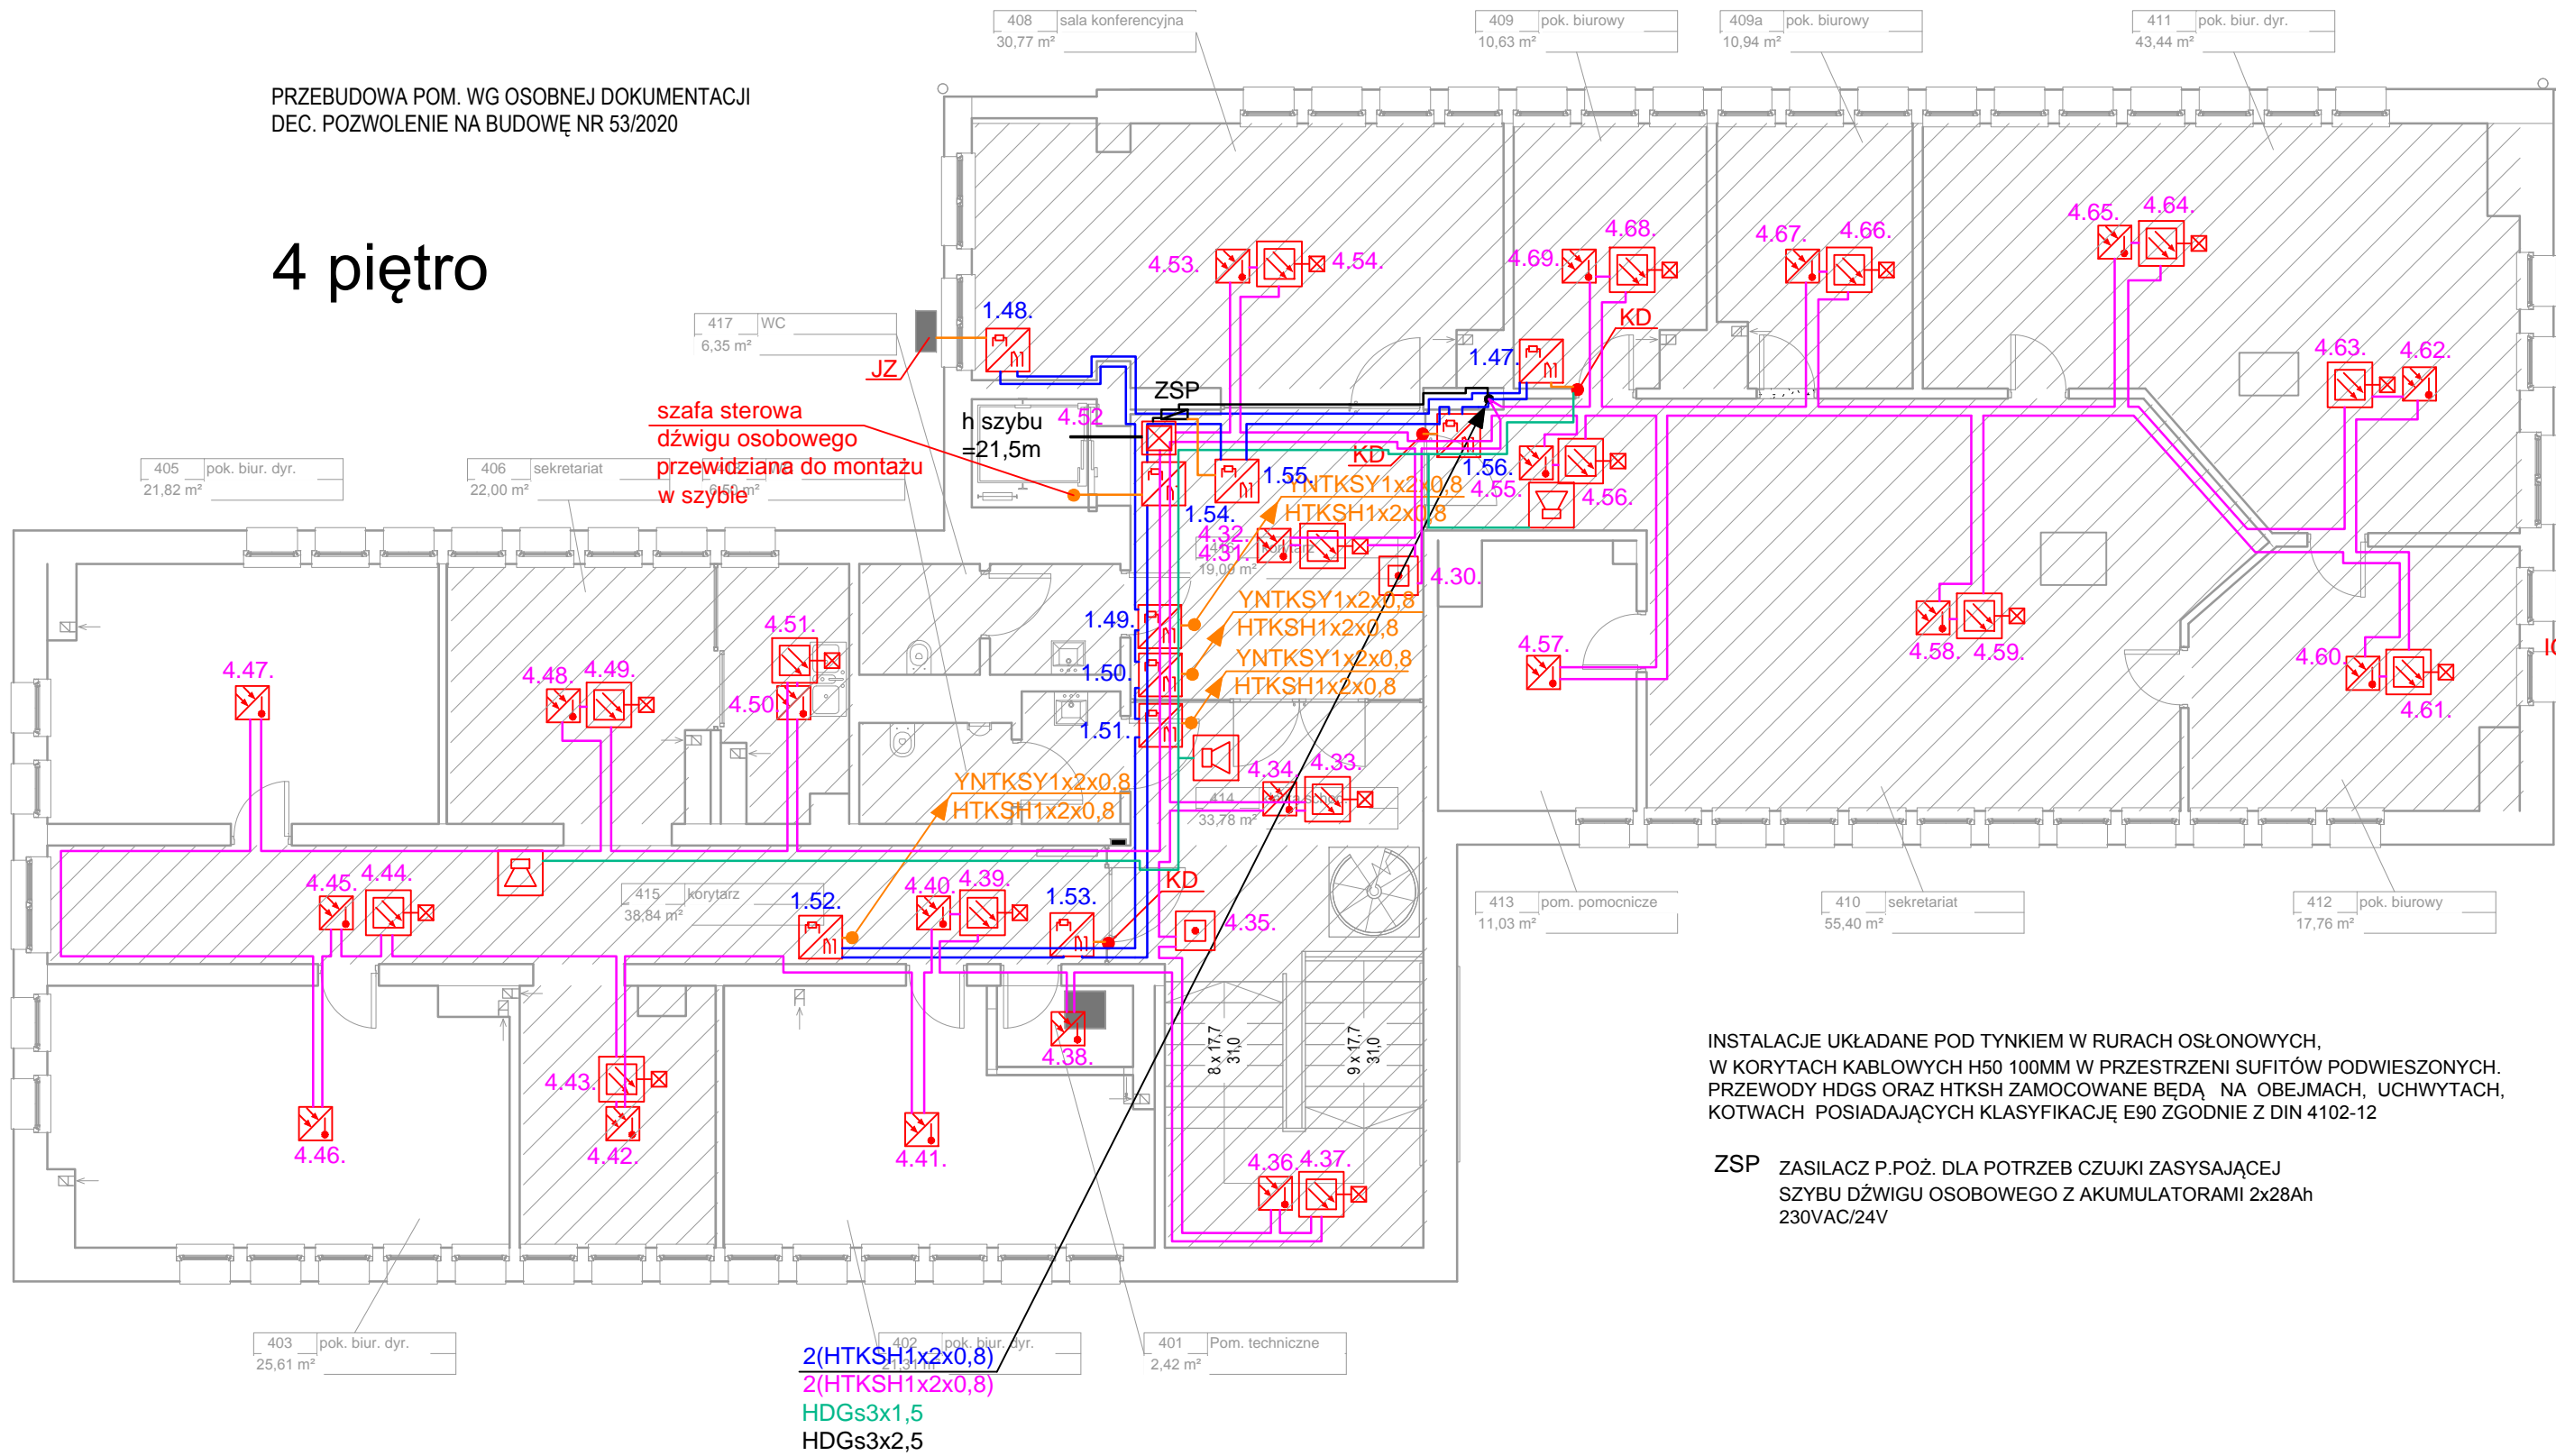 408 sala konferencyjna
30,77 m²
409 pok. biurowy
10,63 m²
409a pok. biurowy
10,94 m²
411 pok. biur. dyr.
43,44 m²
PRZEBUDOWA POM. WG OSOBNEJ DOKUMENTACJI
DEC. POZWOLENIE NA BUDOWĘ NR 53/2020
4 piętro
417 WC
6,35 m²
JZ
1.48.
4.53.
4.54.
4.69.
4.68.
4.67.
4.66.
4.65.
4.64.
KD
1.47.
4.63.
4.62.
ZSP
4.52
h szybu
=21,5m
szafa sterowa
dźwigu osobowego
przewidziana do montażu
w szybie
405 pok. biur. dyr.
21,82 m²
406 sekretariat
22,00 m²
KD
1.55.
1.56.
4.55.
4.56.
1.54.
YNTKSY1x2x0,8
HTKSH1x2x0,8
4.32.
4.31.
korytarz
19,09 m²
4.30.
1.49.
YNTKSY1x2x0,8
HTKSH1x2x0,8
1.50.
YNTKSY1x2x0,8
HTKSH1x2x0,8
1.51.
4.47.
4.48.
4.49.
4.51.
4.50
4.57.
4.58.
4.59.
4.60.
4.61.
YNTKSY1x2x0,8
HTKSH1x2x0,8
4.34.
4.33.
414
33,78 m²
4.45.
4.44.
415 korytarz
38,84 m²
1.52.
4.40.
4.39.
1.53.
KD
4.35.
413 pom. pomocnicze
11,03 m²
410 sekretariat
55,40 m²
412 pok. biurowy
17,76 m²
4.38.
8 x 17,7
31,0
9 x 17,7
31,0
4.43.
4.42.
4.46.
4.41.
4.36.
4.37.
INSTALACJE UKŁADANE POD TYNKIEM W RURACH OSŁONOWYCH,
W KORYTACH KABLOWYCH H50 100MM W PRZESTRZENI SUFITÓW PODWIESZONYCH.
PRZEWODY HDGS ORAZ HTKSH ZAMOCOWANE BĘDĄ NA OBEJMACH, UCHWYTACH,
KOTWACH POSIADAJĄCYCH KLASYFIKACJĘ E90 ZGODNIE Z DIN 4102-12
ZSP ZASILACZ P.POŻ. DLA POTRZEB CZUJKI ZASYSAJĄCEJ
SZYBU DŹWIGU OSOBOWEGO Z AKUMULATORAMI 2x28Ah
230VAC/24V
403 pok. biur. dyr.
25,61 m²
402 pok. biur. dyr.
21,31 m²
401 Pom. techniczne
2,42 m²
2(HTKSH1x2x0,8)
2(HTKSH1x2x0,8)
HDGs3x1,5
HDGs3x2,5